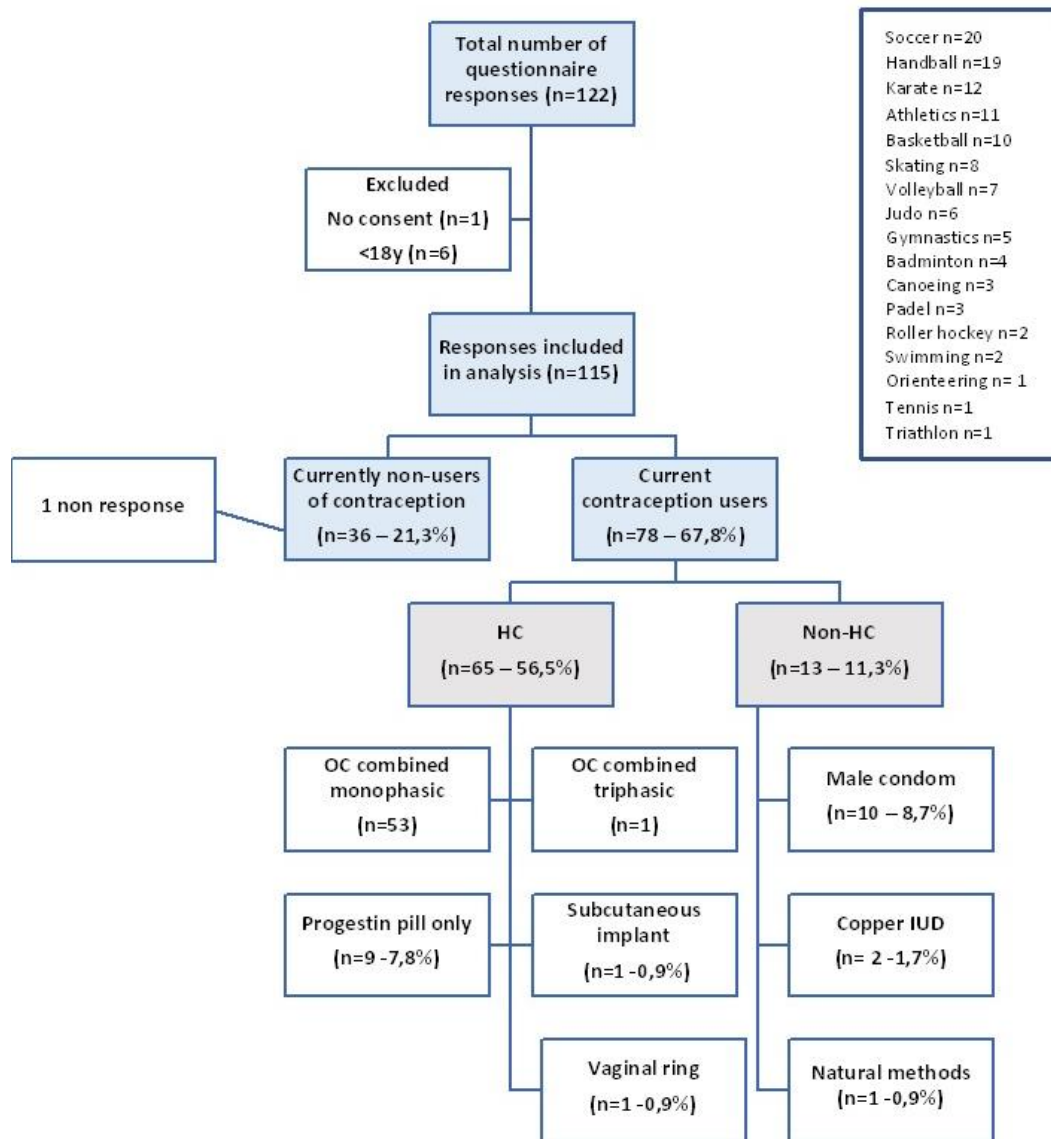 Total number of
questionnaire
responses (n=122)
Soccer n=20
Handball n=19
Karate n=12
Athletics n=11
Basketball n=10
Skating n=8
Volleyball n=7
Judo n=6
Gymnastics n=5
Badminton n=4
Canoeing n=3
Padel n=3
Roller hockey n=2
Swimming n=2
Orienteering n= 1
Tennis n=1
Triathlon n=1
Excluded
No consent (n=1)
<18y (n=6)
Responses included
in analysis (n=115)
1 non response
Currently non-users
of contraception
(n=36 – 21,3%)
Current
contraception
users
(n=78 – 67,8%)
HC
(n=65 – 56,5%)
Non-HC
(n=13 – 11,3%)
OC combined
monophasic
(n=53)
OC combined
triphasic
(n=1)
Male condom
(n=10 – 8,7%)
Progestin pill only
(n=9 -7,8%)
Subcutaneous
implant
(n=1 -0,9%)
Copper IUD
(n= 2 -1,7%)
Vaginal ring
(n=1 -0,9%)
Natural methods
(n=1 -0,9%)